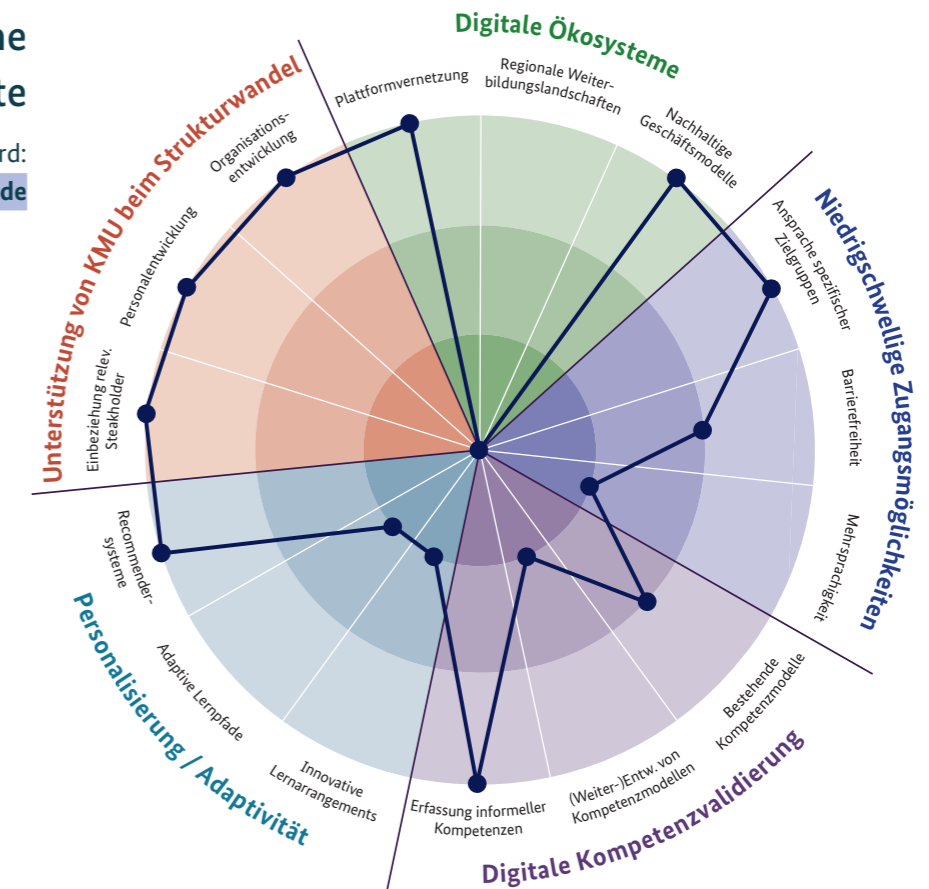 ne
te
rd:
de
Digitale Ökosysteme
Plattformvernetzung
Regionale Weiter-
bildungslandschaften
Nachhaltige
Geschäftsmodelle
Niedrigschwellige Zugangsmöglichkeiten
Ansprache spezifischer
Zielgruppen
Barrierefreiheit
Mehrsprachigkeit
Digitale Kompetenzvalidierung
Bestehende
Kompetenzmodelle
(Weiter-)Entw. von
Kompetenzmodellen
Erfassung informeller
Kompetenzen
Personalisierung / Adaptivität
Innovative
Lernarrangements
Adaptive Lernpfade
Recommender-
systeme
Unterstützung von KMU beim Strukturwandel
Einbeziehung relev.
Steakholder
Personalentwicklung
Organisations-
entwicklung